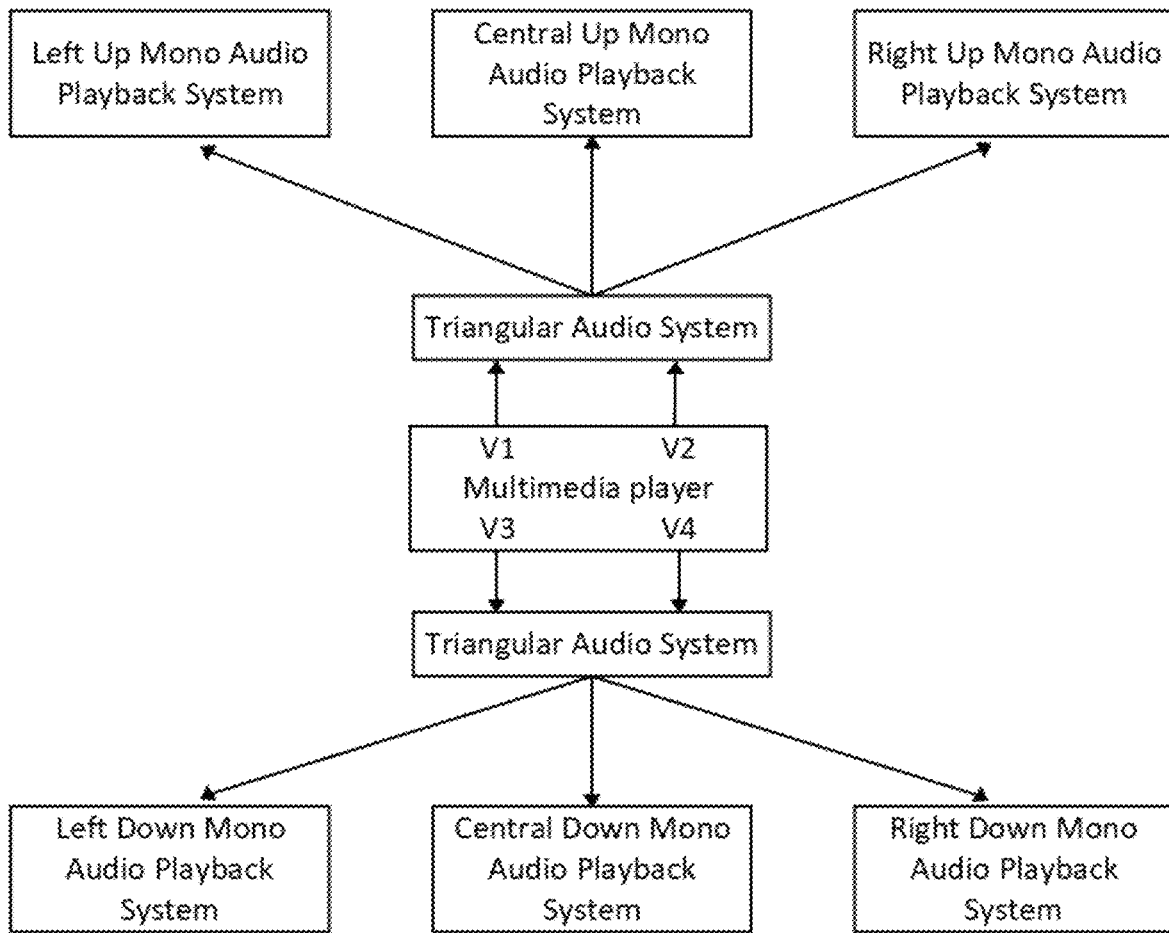 Left Up Mono Audio
Playback System
Central Up Mono
Audio Playback
System
Right Up Mono Audio
Playback System
Triangular Audio System
V1 V2
Multimedia player
V3 V4
Triangular Audio System
Left Down Mono
Audio Playback
System
Central Down Mono
Audio Playback
System
Right Down Mono
Audio Playback
System